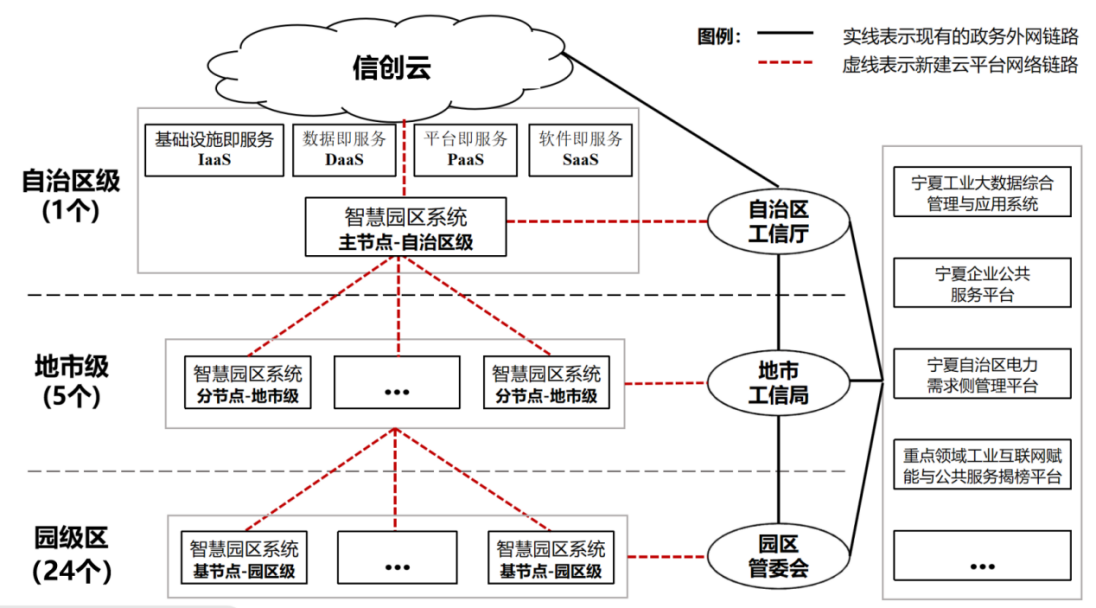 图例：
实线表示现有的政务外网链路
虚线表示新建云平台网络链路
信创云
自治区级
(1个)
基础设施即服务
IaaS
数据即服务
DaaS
平台即服务
PaaS
软件即服务
SaaS
智慧园区系统
主节点-自治区级
自治区
工信厅
地市级
(5个)
智慧园区系统
分节点-地市级
...
智慧园区系统
分节点-地市级
地市
工信局
园级区
(24个)
智慧园区系统
基节点-园区级
...
智慧园区系统
基节点-园区级
园区
管委会
宁夏工业大数据综合
管理与应用系统
宁夏企业公共
服务平台
宁夏自治区电力
需求侧管理平台
重点领域工业互联网赋
能与公共服务揭榜平台
...